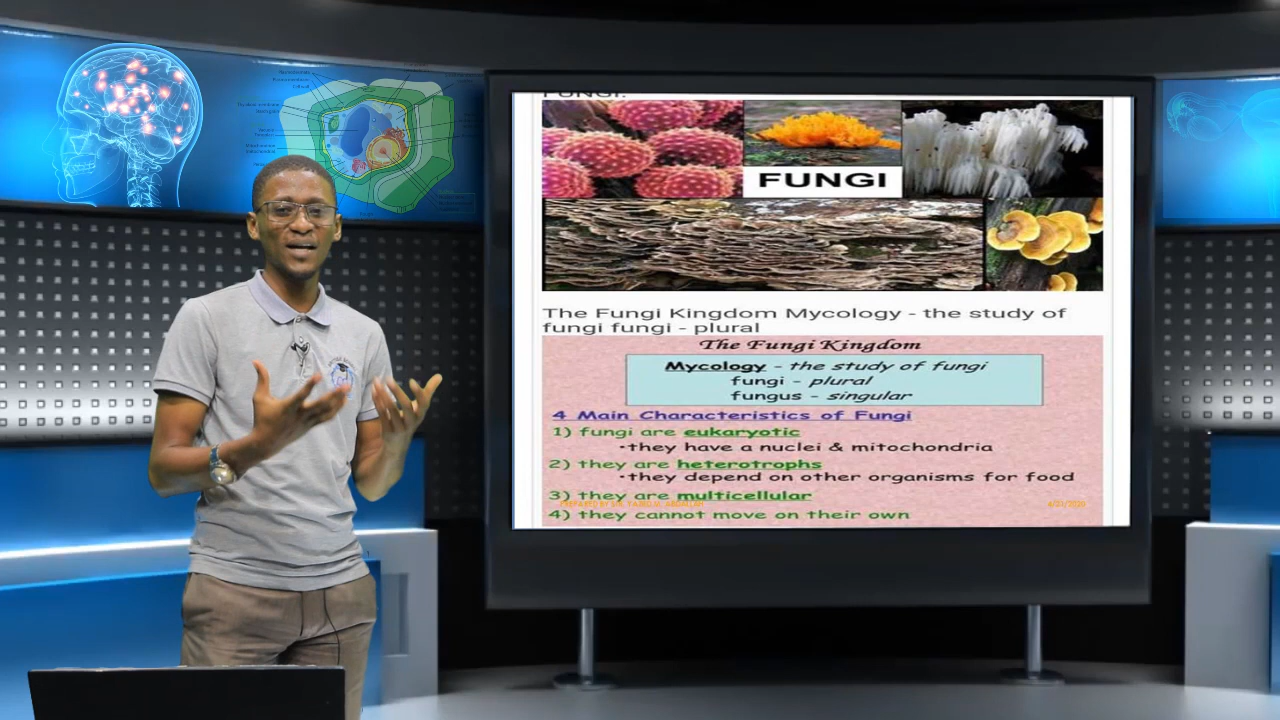 FUNGI.
FUNGI
The Fungi Kingdom Mycology - the study of
fungi fungi - plural
The Fungi Kingdom
Mycology - the study of fungi
fungi - plural
fungus - singular
4 Main Characteristics of Fungi
1) fungi are eukaryotic
•they have a nuclei & mitochondria
2) they are heterotrophs
•they depend on other organisms for food
3) they are multicellular
4) they cannot move on their own